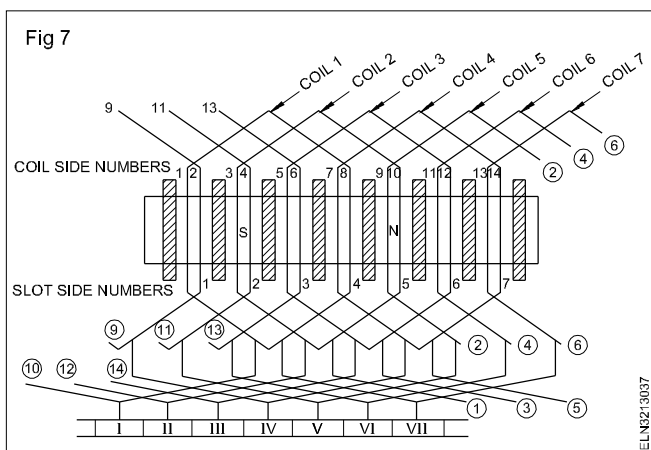 Fig 7
COIL 1
COIL 2
COIL 3
COIL 4
COIL 5
COIL 6
COIL 7
9
11
13
6
4
2
COIL SIDE NUMBERS
1 2 3 4 5 6 7 8 9 10 11 12 13 14
S
N
SLOT SIDE NUMBERS
1 2 3 4 5 6 7
9 11 13 2 4 6
10 12 14 1 3 5
I II III IV V VI VII
ELN3213037